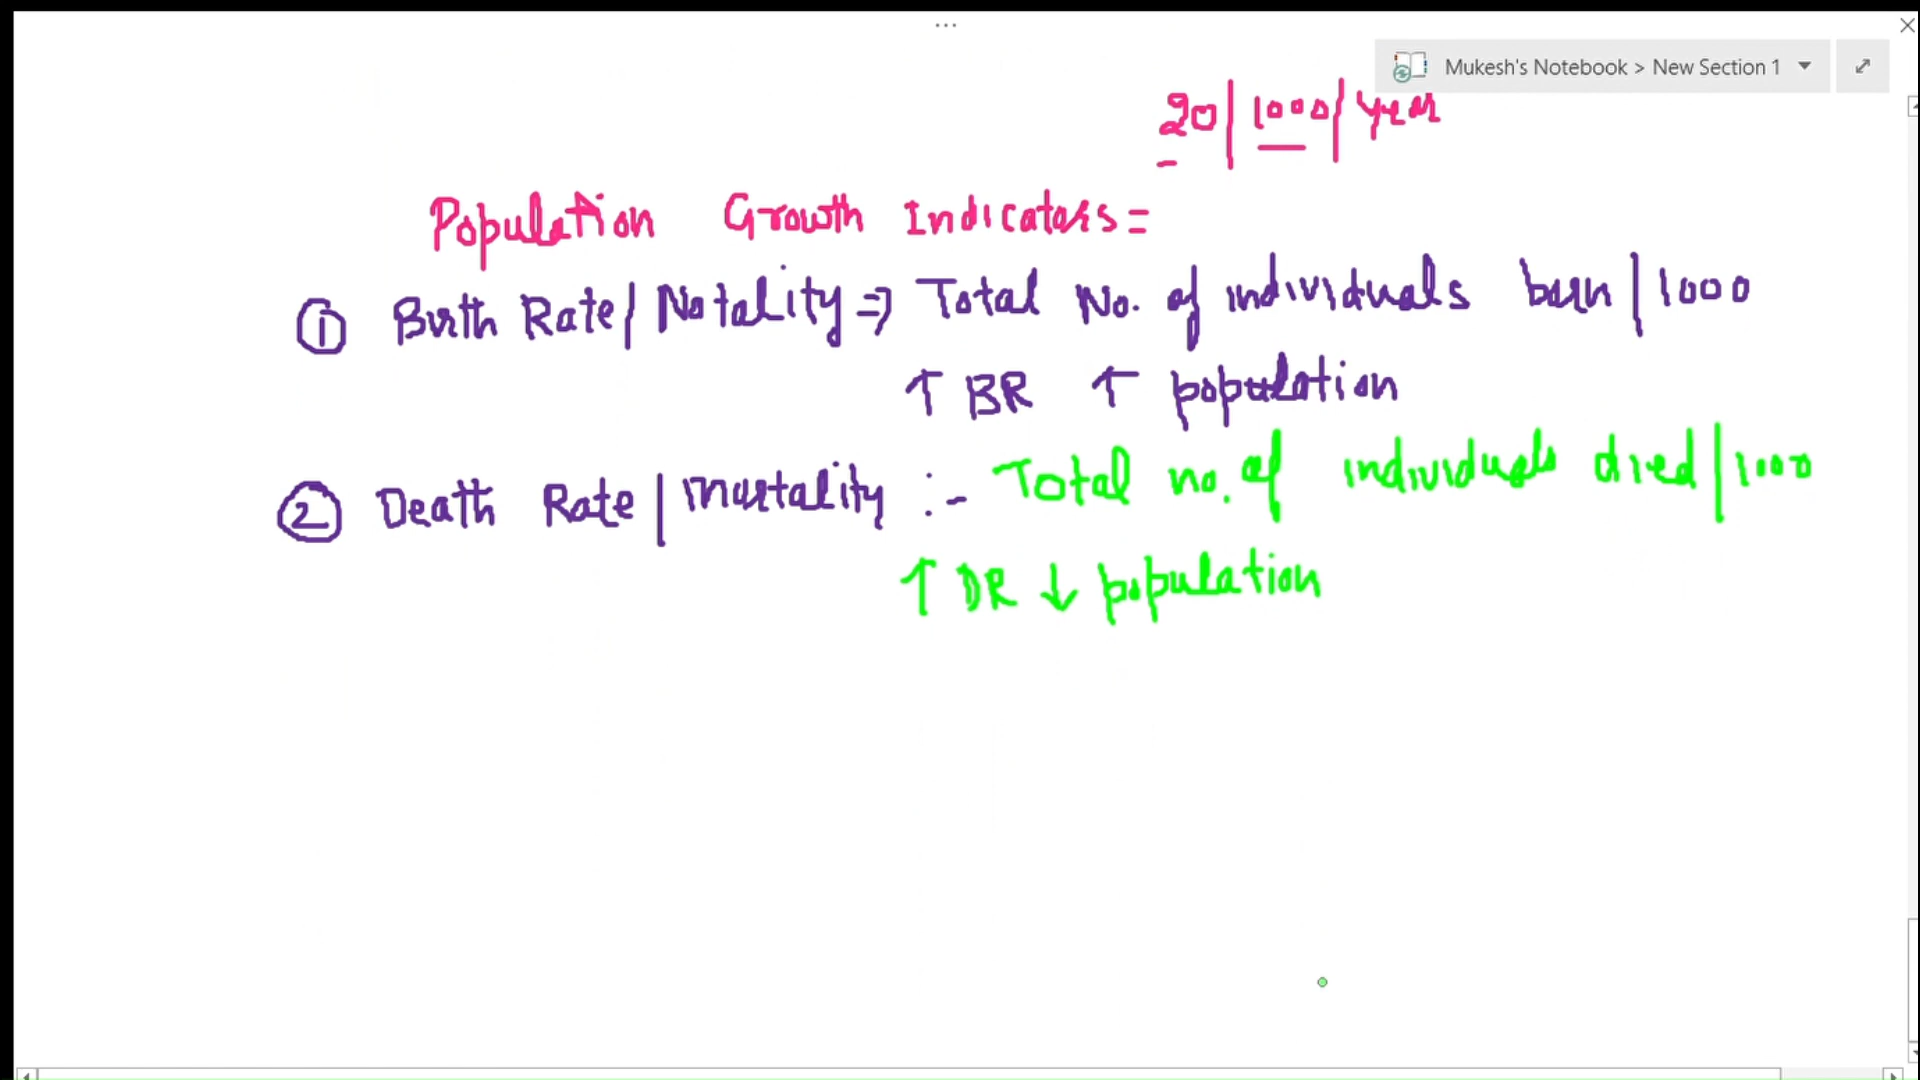 Mukesh's Notebook > New Section 1
20/1000/year
Population Growth Indicators =
① Birth Rate/Natality ⇒ Total No. of individuals born/1000
↑ BR ↑ population
② Death Rate/mortality :- Total no. of individuals died/1000
↑ DR ↓ population